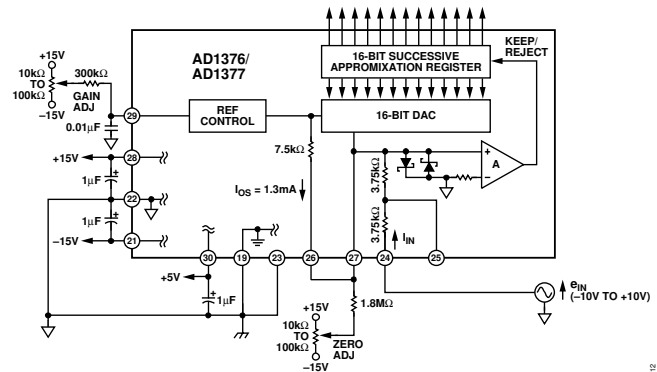 +15V
10kΩ
TO
100kΩ
–15V
300kΩ
GAIN
ADJ
0.01µF
AD1376/
AD1377
16-BIT SUCCESSIVE
APPROMIXATION REGISTER
KEEP/
REJECT
29
REF
CONTROL
16-BIT DAC
7.5kΩ
A
+
–
+15V
28
1µF
+
22
1µF
+
–15V
21
IOS = 1.3mA
3.75kΩ
3.75kΩ
IIN
30
19
23
26
27
24
25
+5V
+
1µF
1.8MΩ
eIN
(–10V TO +10V)
+15V
10kΩ
TO
100kΩ
–15V
ZERO
ADJ
12